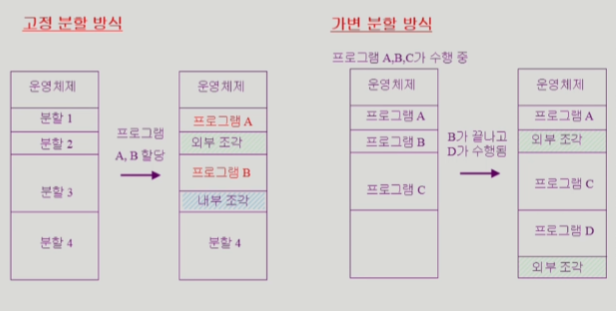 고정 분할 방식
운영체제
분할 1
분할 2
분할 3
분할 4
프로그램
A, B 할당
운영체제
프로그램 A
외부 조각
프로그램 B
내부 조각
분할 4
가변 분할 방식
프로그램 A,B,C가 수행 중
운영체제
프로그램 A
프로그램 B
프로그램 C
B가 끝나고
D가 수행됨
운영체제
프로그램 A
외부 조각
프로그램 C
프로그램 D
외부 조각